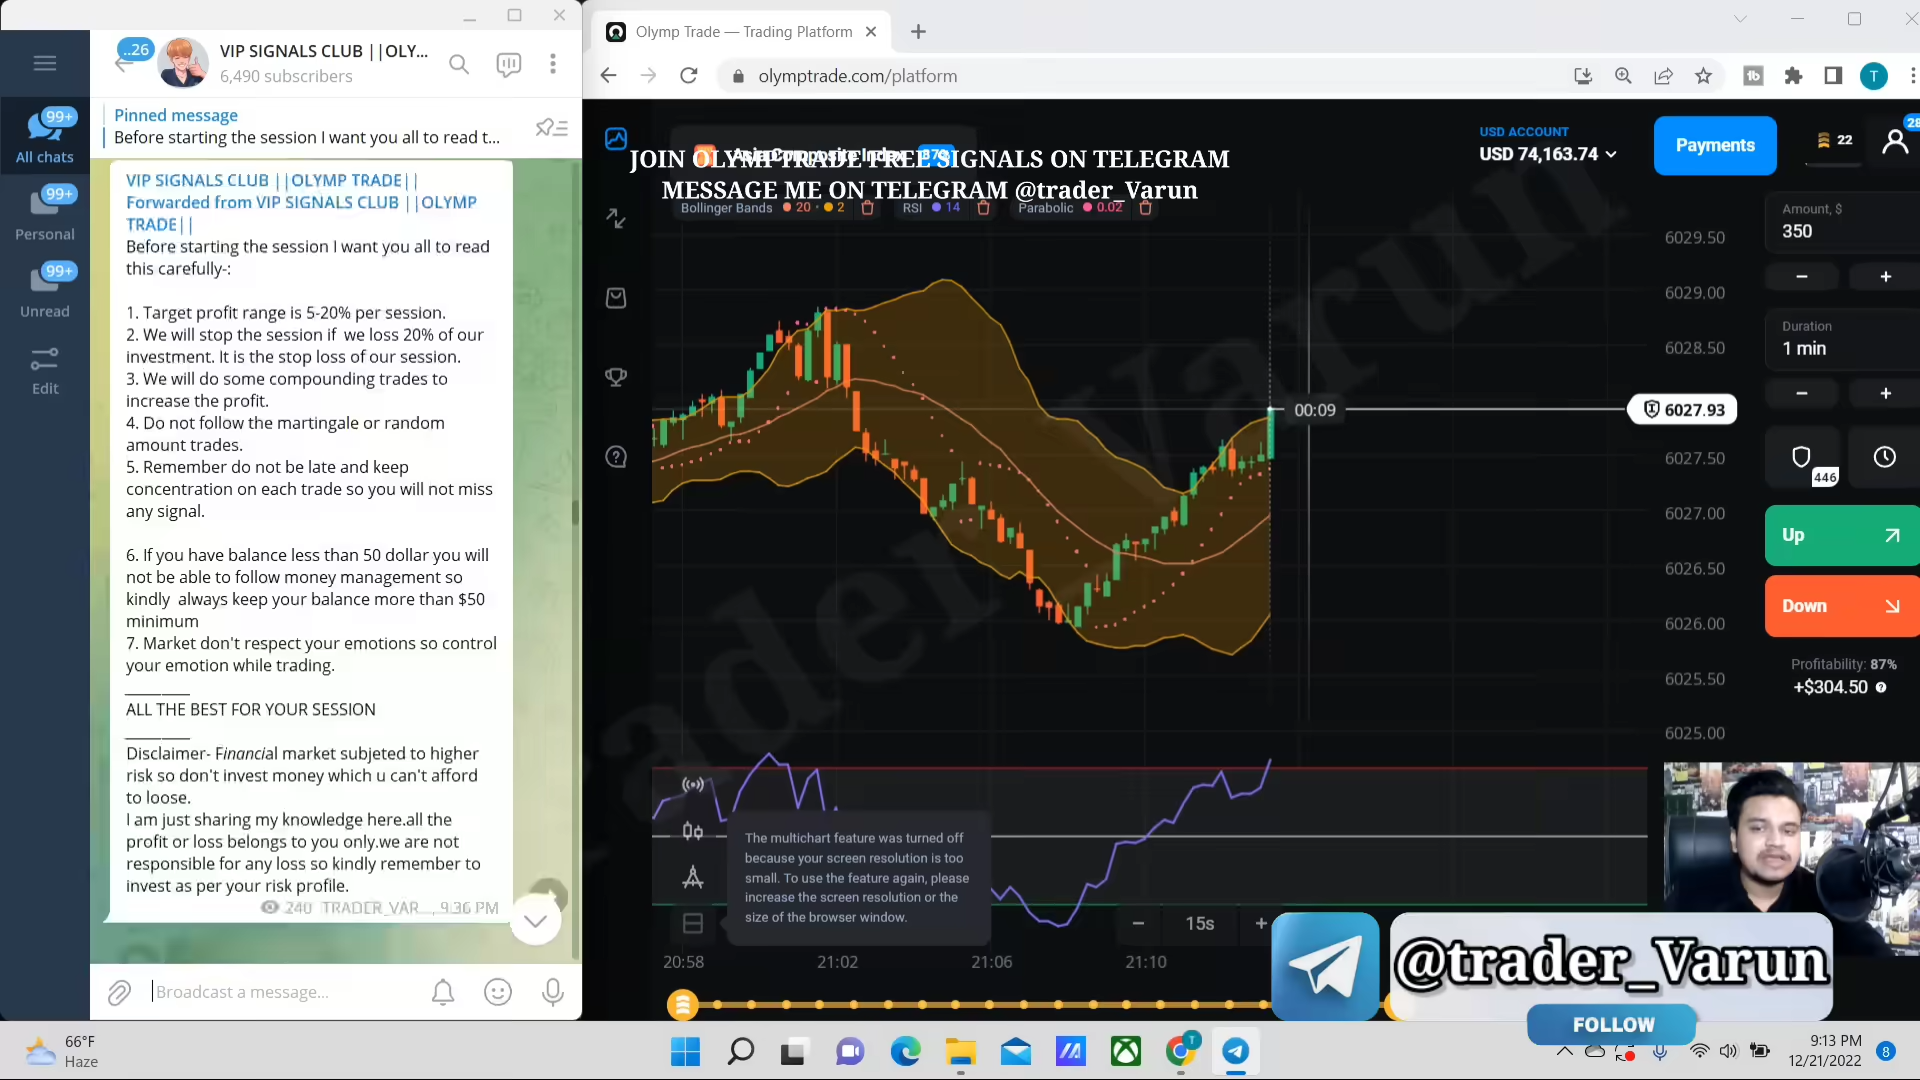 ..26
VIP SIGNALS CLUB ||OLY...
6,490 subscribers
99+
All chats
99+
Personal
99+
Unread
Edit
Pinned message
Before starting the session I want you all to read t...
VIP SIGNALS CLUB ||OLYMP TRADE||
Forwarded from VIP SIGNALS CLUB ||OLYMP
TRADE||
Before starting the session I want you all to read
this carefully-:
1. Target profit range is 5-20% per session.
2. We will stop the session if we loss 20% of our
investment. It is the stop loss of our session.
3. We will do some compounding trades to
increase the profit.
4. Do not follow the martingale or random
amount trades.
5. Remember do not be late and keep
concentration on each trade so you will not miss
any signal.
6. If you have balance less than 50 dollar you will
not be able to follow money management so
kindly always keep your balance more than $50
minimum
7. Market don't respect your emotions so control
your emotion while trading.
ALL THE BEST FOR YOUR SESSION
Disclaimer- Financial market subjeted to higher
risk so don't invest money which u can't afford
to loose.
I am just sharing my knowledge here.all the
profit or loss belongs to you only.we are not
responsible for any loss so kindly remember to
invest as per your risk profile.
240 TRADER_VAR... , 9:36 PM
Broadcast a message...
Olymp Trade — Trading Platform
olymptrade.com/platform
T
Asia Composite Index 87%
JOIN OLYMPTRADE FREE SIGNALS ON TELEGRAM
MESSAGE ME ON TELEGRAM @trader_Varun
Bollinger Bands 20 2 RSI 14 Parabolic 0.02
USD ACCOUNT
USD 74,163.74
Payments
22
28
Amount, $
350
Duration
1 min
446
Up
Down
Profitability: 87%
+$304.50
6029.50
6029.00
6028.50
00:09
6027.93
6027.50
6027.00
6026.50
6026.00
6025.50
6025.00
Trader_Varun
The multichart feature was turned off
because your screen resolution is too
small. To use the feature again, please
increase the screen resolution or the
size of the browser window.
15s
20:58 21:02 21:06 21:10
@trader_Varun
FOLLOW
66°F
Haze
9:13 PM
12/21/2022
8